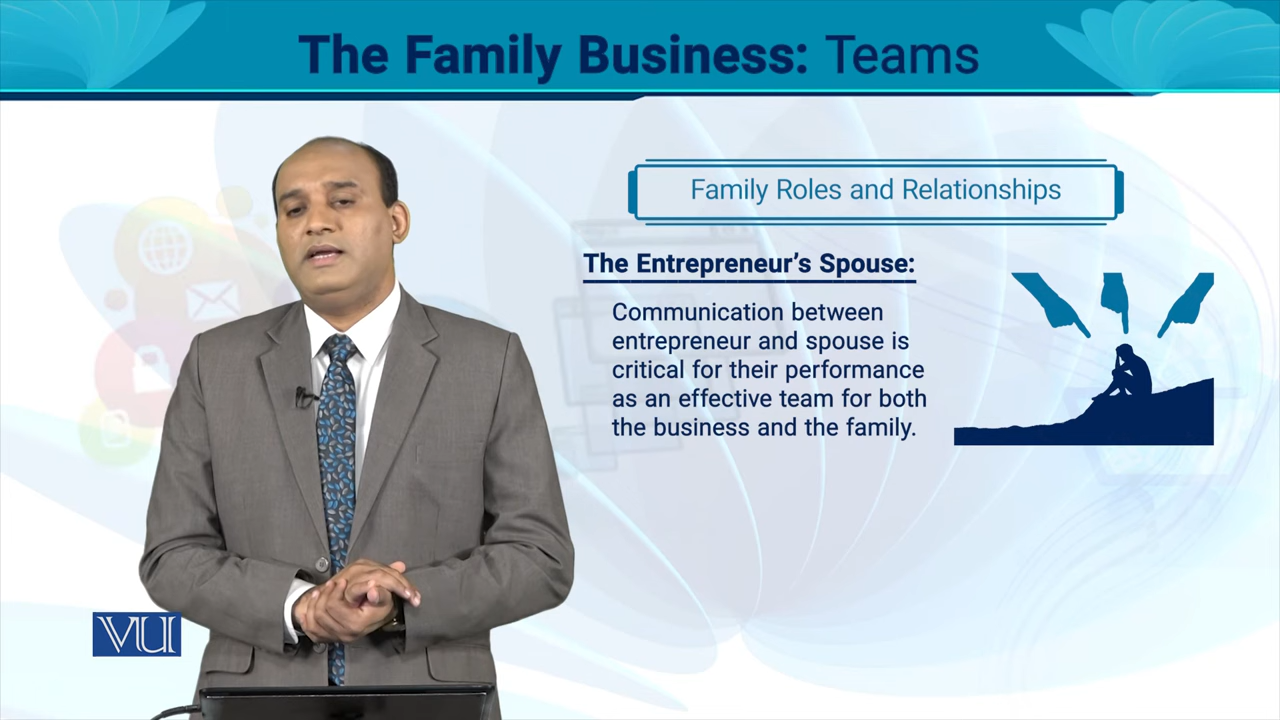 The Family Business: Teams
Family Roles and Relationships
The Entrepreneur's Spouse:
Communication between
entrepreneur and spouse is
critical for their performance
as an effective team for both
the business and the family.
VU